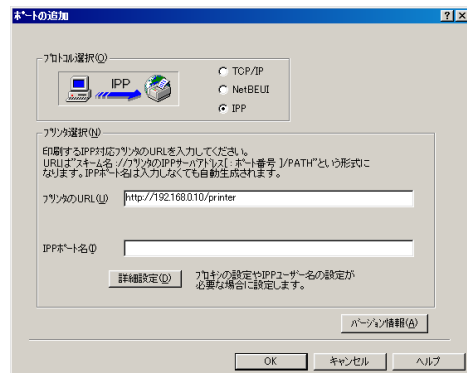 ﾎﾟｰﾄの追加
ﾌﾟﾛﾄｺﾙ選択(O)
IPP
TCP/IP
NetBEUI
IPP
ﾌﾟﾘﾝﾀ選択(N)
印刷するIPP対応ﾌﾟﾘﾝﾀのURLを入力してください。
URLは"ｽｷｰﾑ名 ://ﾌﾟﾘﾝﾀのIPPｻｰﾊﾞｱﾄﾞﾚｽ[ : ﾎﾟｰﾄ番号 ]/PATH"という形式に
なります。IPPﾎﾟｰﾄ名は入力しなくても自動生成されます。
ﾌﾟﾘﾝﾀのURL(U)
http://192.168.0.10/printer
IPPﾎﾟｰﾄ名(I)
詳細設定(D)
ﾌﾟﾛｷｼの設定やIPPﾕｰｻﾞｰ名の設定が
必要な場合に設定します。
ﾊﾞｰｼﾞｮﾝ情報(A)
OK
ｷｬﾝｾﾙ
ﾍﾙﾌﾟ